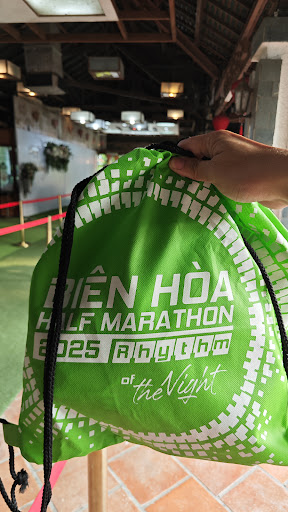 BIÊN HÒA
HALF MARATHON
2025 Rhythm
of the Night